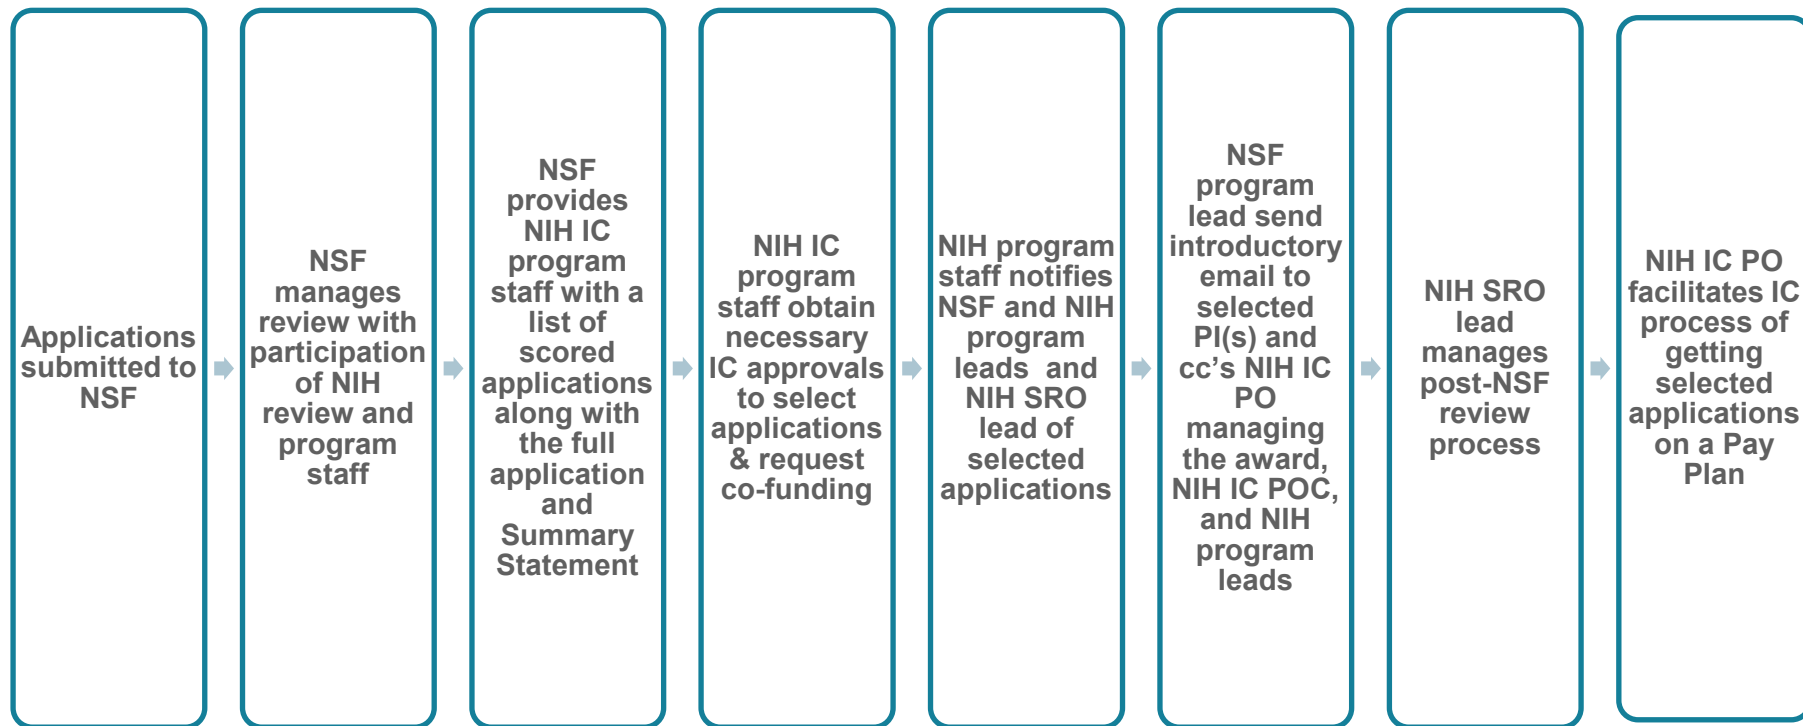 Applications
submitted to
NSF
NSF
manages
review with
participation
of NIH
review and
program
staff
NSF
provides
NIH IC
program
staff with a
list of
scored
applications
along with
the full
application
and
Summary
Statement
NIH IC
program
staff obtain
necessary
IC approvals
to select
applications
& request
co-funding
NIH program
staff notifies
NSF and NIH
program
leads and
NIH SRO
lead of
selected
applications
NSF
program
lead send
introductory
email to
selected
PI(s) and
cc's NIH IC
PO
managing
the award,
NIH IC POC,
and NIH
program
leads
NIH SRO
lead
manages
post-NSF
review
process
NIH IC PO
facilitates IC
process of
getting
selected
applications
on a Pay
Plan